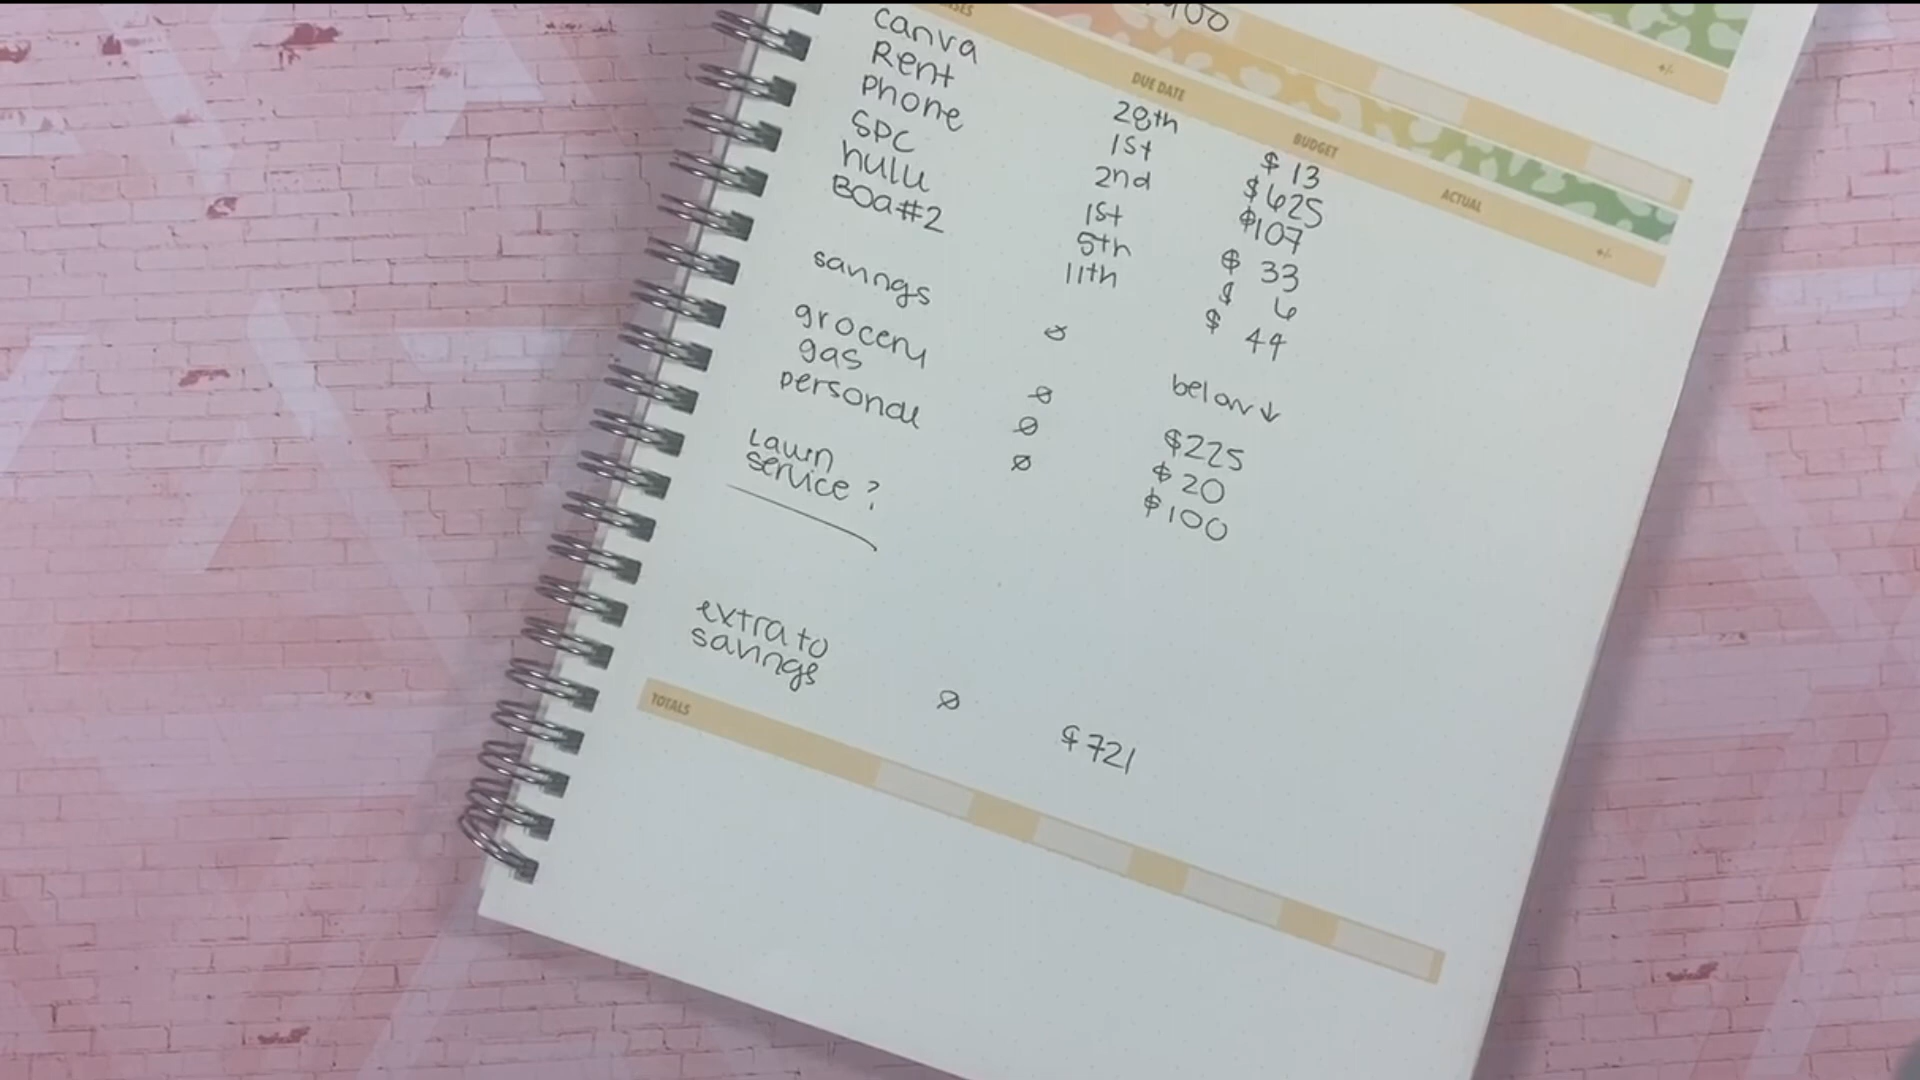 DUE DATE BUDGET ACTUAL +/-
+/-
canva 28th $ 13
Rent 1st $625
Phone 2nd $107
SPC 1st $ 33
hulu 5th $ 6
BOa#2 11th $ 44
savings ∅ below↓
grocery ∅ $225
gas ∅ $20
personal ∅ $100
Lawn
service ?
extra to
savings ∅ $721
TOTALS